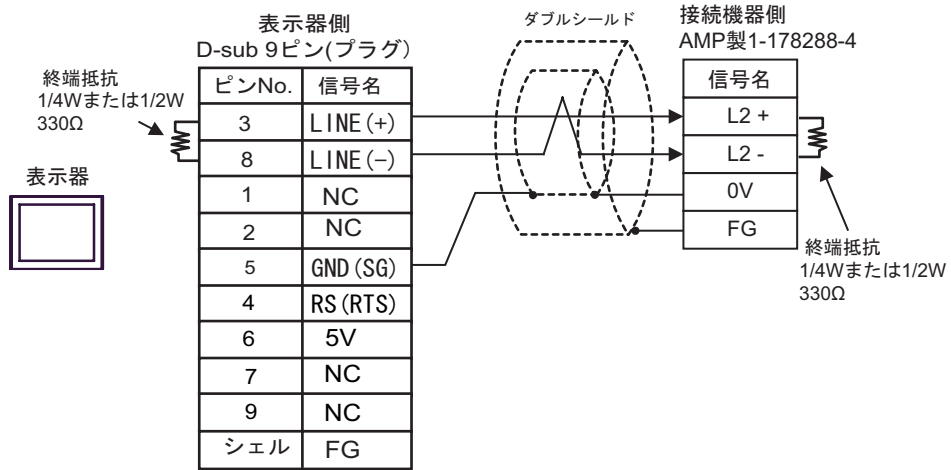 表示器側
D-sub 9ピン(プラグ)
ダブルシールド
接続機器側
AMP製1-178288-4
終端抵抗
1/4Wまたは1/2W
330Ω
表示器
ピンNo. 信号名
3 LINE(+)
8 LINE(−)
1 NC
2 NC
5 GND(SG)
4 RS(RTS)
6 5V
7 NC
9 NC
シェル FG
信号名
L2 +
L2 -
0V
FG
終端抵抗
1/4Wまたは1/2W
330Ω